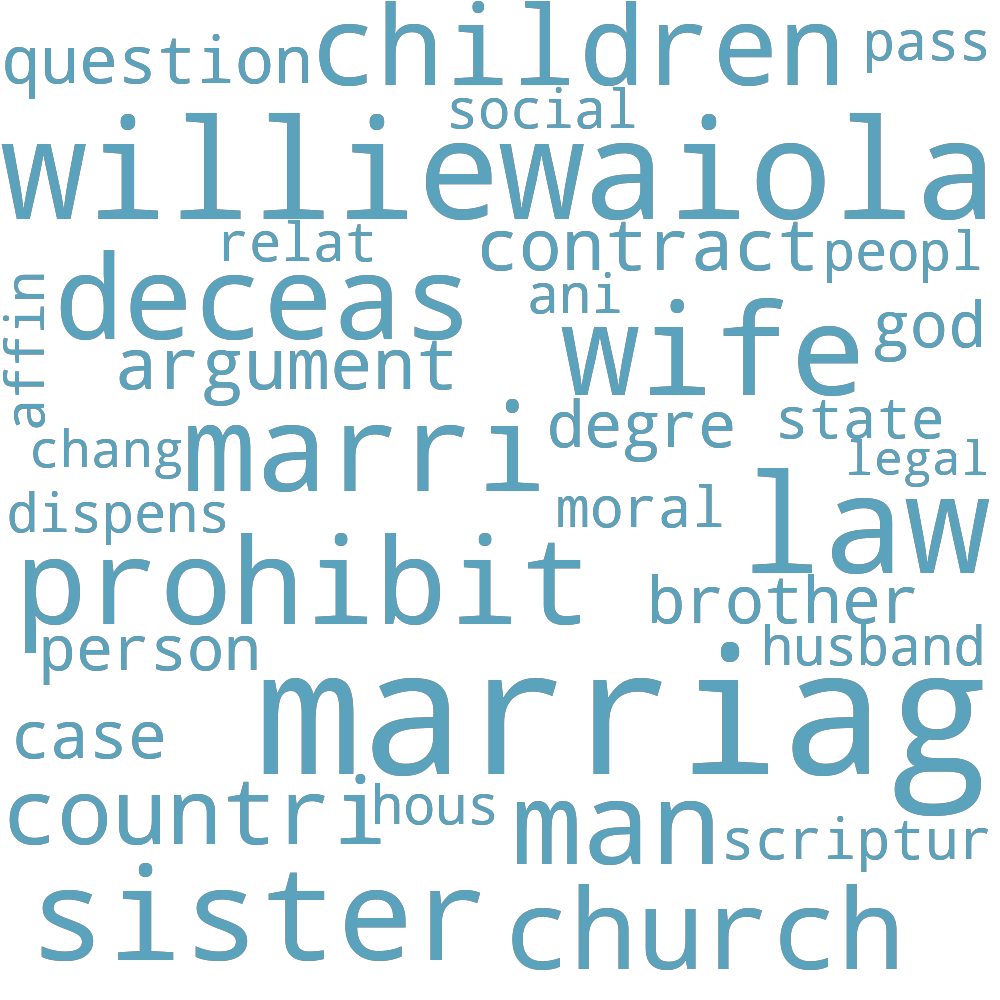 children
question
pass
social
williewaiola
relat
contract
peopl
deceas
ani
affin
wife
god
argument
marri
degre
state
chang
legal
law
dispens
moral
prohibit
brother
person
husband
marriag
case
countri
hous
man
scriptur
sister
church